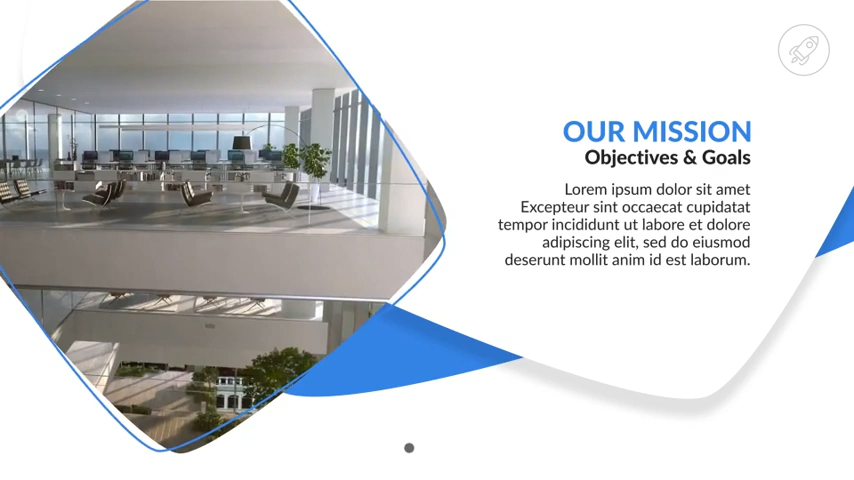 OUR MISSION
Objectives & Goals
Lorem ipsum dolor sit amet
Excepteur sint occaecat cupidatat
tempor incididunt ut labore et dolore
adipiscing elit, sed do eiusmod
deserunt mollit anim id est laborum.